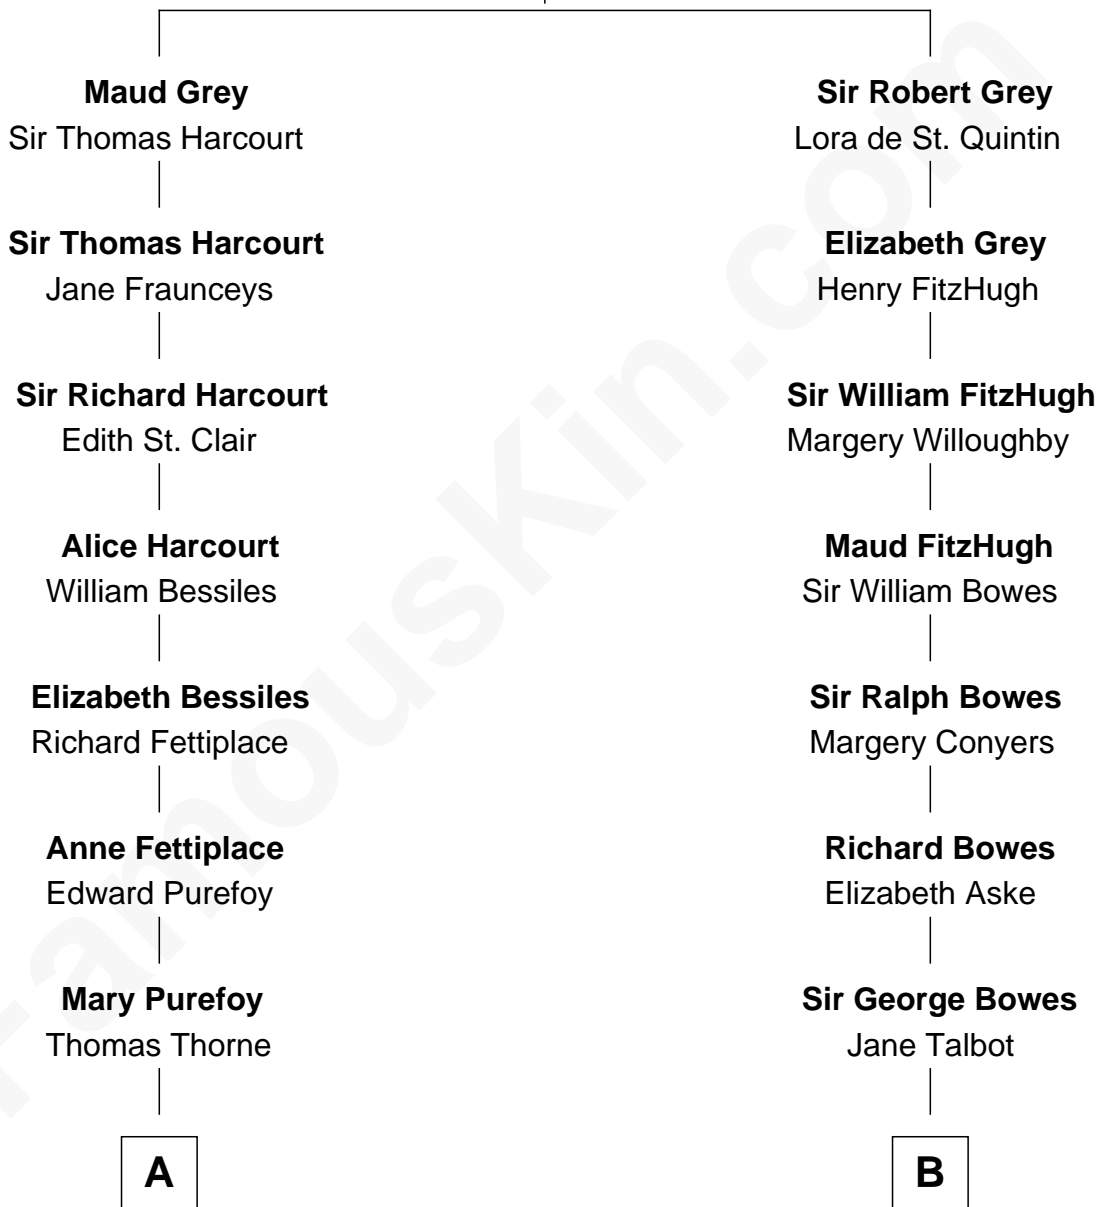 Maud Grey
Sir Thomas Harcourt
Sir Thomas Harcourt
Jane Fraunceys
Sir Richard Harcourt
Edith St. Clair
Alice Harcourt
William Bessiles
Elizabeth Bessiles
Richard Fettiplace
Anne Fettiplace
Edward Purefoy
Mary Purefoy
Thomas Thorne
A
Sir Robert Grey
Lora de St. Quintin
Elizabeth Grey
Henry FitzHugh
Sir William FitzHugh
Margery Willoughby
Maud FitzHugh
Sir William Bowes
Sir Ralph Bowes
Margery Conyers
Richard Bowes
Elizabeth Aske
Sir George Bowes
Jane Talbot
B
FamousKin.com